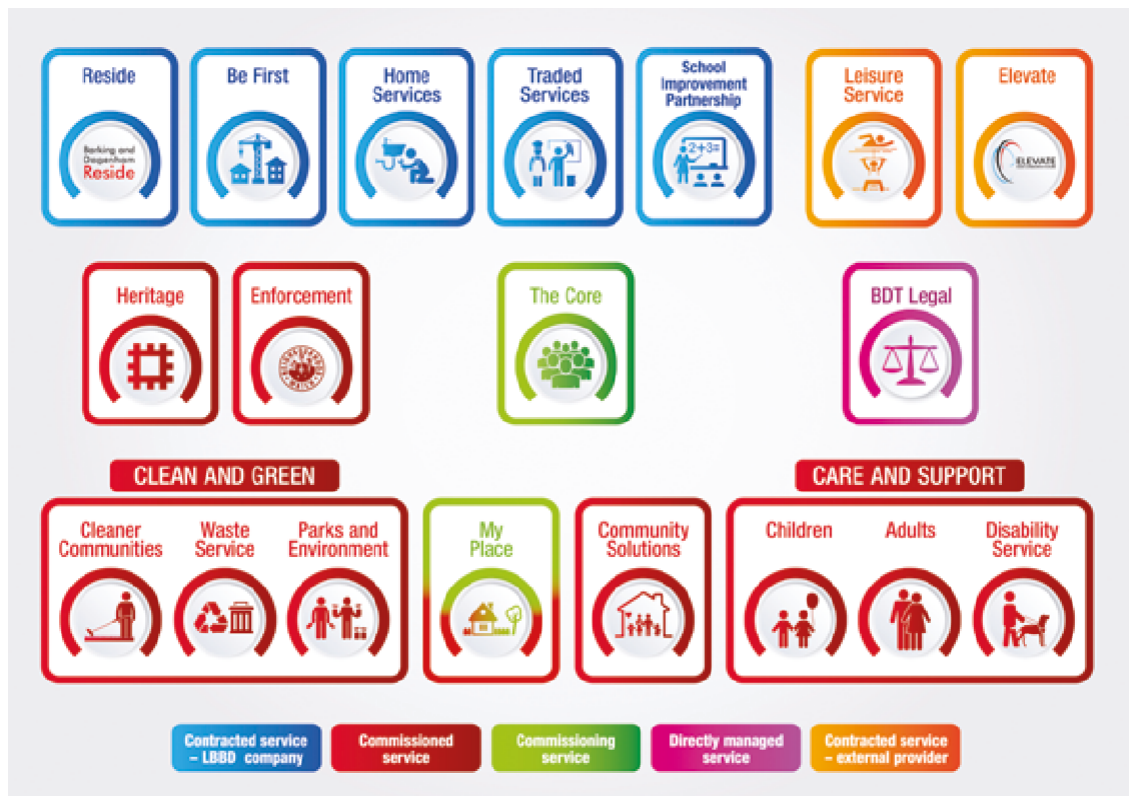 Reside
Be First
Home
Services
Traded
Services
School
Improvement
Partnership
Leisure
Service
Elevate
Barking and
Dagenham
Reside
2+3=
ELEVATE
Heritage
Enforcement
The Core
BDT Legal
CLEAN AND GREEN
CARE AND SUPPORT
Cleaner
Communities
Waste
Service
Parks and
Environment
My
Place
Community
Solutions
Children
Adults
Disability
Service
Contracted service
– LBBD company
Commissioned
service
Commissioning
service
Directly managed
service
Contracted service
– external provider